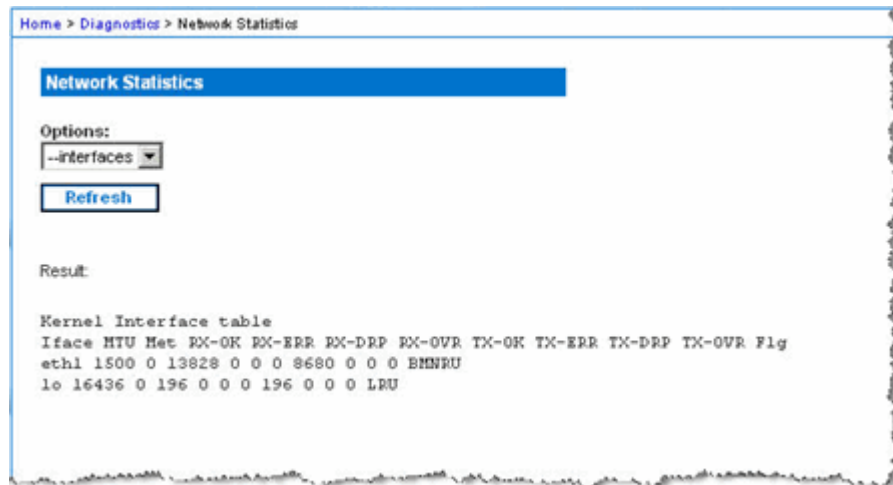 Home > Diagnostics > Network Statistics
Network Statistics
Options:
--interfaces
Refresh
Result:
Kernel Interface table
Iface MTU Met RX-OK RX-ERR RX-DRP RX-OVR TX-OK TX-ERR TX-DRP TX-OVR Flg
eth1 1500 0 13828 0 0 0 8680 0 0 0 BMNRU
lo 16436 0 196 0 0 0 196 0 0 0 LRU